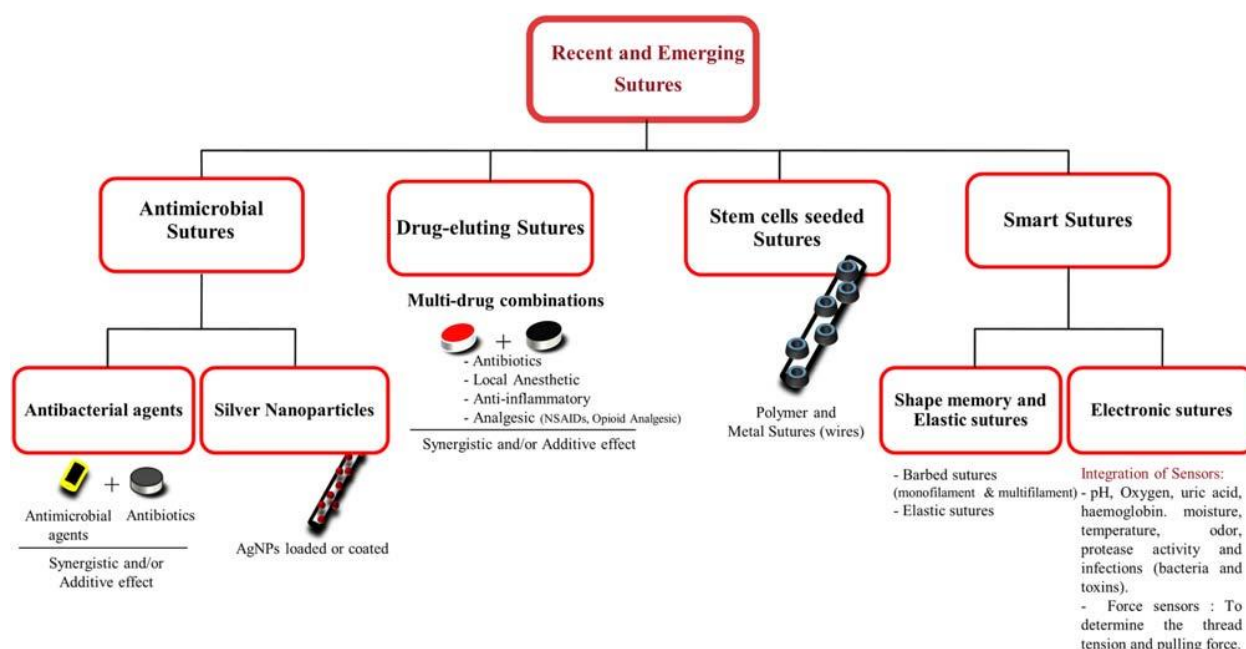 Recent and Emerging
Sutures
Antimicrobial
Sutures
Drug-eluting Sutures
Stem cells seeded
Sutures
Smart Sutures
Multi-drug combinations
+
- Antibiotics
- Local Anesthetic
- Anti-inflammatory
- Analgesic (NSAIDs, Opioid Analgesic)
Synergistic and/or Additive effect
Polymer and
Metal Sutures (wires)
Antibacterial agents
Silver Nanoparticles
Shape memory and
Elastic sutures
Electronic sutures
+
Antimicrobial
agents
Antibiotics
Synergistic and/or
Additive effect
AgNPs loaded or coated
- Barbed sutures
(monofilament & multifilament)
- Elastic sutures
Integration of Sensors:
- pH, Oxygen, uric acid,
haemoglobin. moisture,
temperature, odor,
protease activity and
infections (bacteria and
toxins).
- Force sensors : To
determine the thread
tension and pulling force.